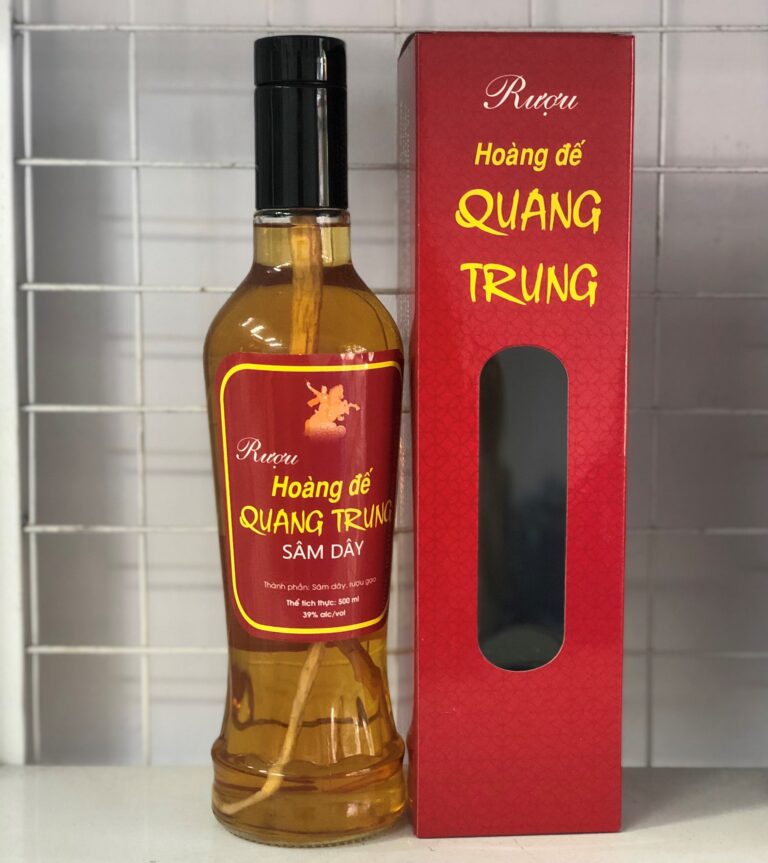 Rượu
Hoàng đế
QUANG TRUNG
SÂM DÂY
Thành phần: Sâm dây, rượu gạo
Thể tích thực: 500 ml
39% alc/vol
Rượu
Hoàng đế
QUANG
TRUNG